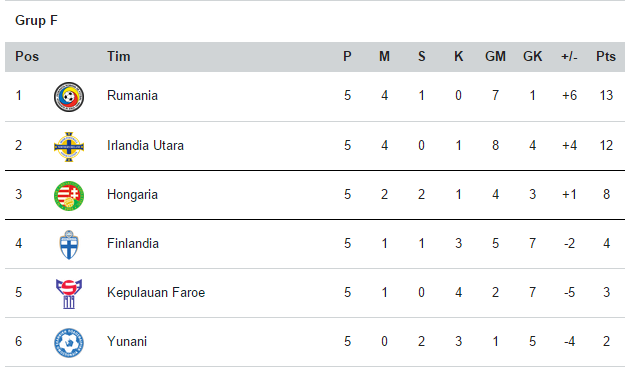 Grup F
Pos Tim P M S K GM GK +/- Pts
1 Rumania 5 4 1 0 7 1 +6 13
2 Irlandia Utara 5 4 0 1 8 4 +4 12
3 Hongaria 5 2 2 1 4 3 +1 8
4 Finlandia 5 1 1 3 5 7 -2 4
5 Kepulauan Faroe 5 1 0 4 2 7 -5 3
6 Yunani 5 0 2 3 1 5 -4 2